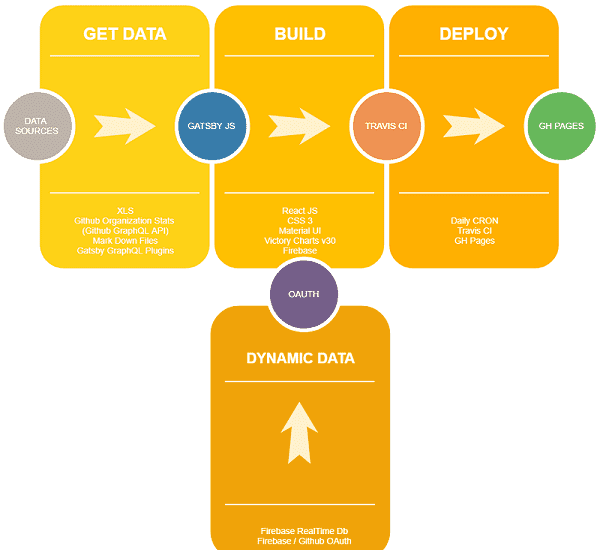 GET DATA
BUILD
DEPLOY
DATA
SOURCES
GATSBY JS
TRAVIS CI
GH PAGES
XLS
Github Organization Stats
(Github GraphQL API)
Mark Down Files
Gatsby GraphQL Plugins
React JS
CSS 3
Material UI
Victory Charts v30
Firebase
Daily CRON
Travis CI
GH Pages
OAUTH
DYNAMIC DATA
Firebase RealTime Db
Firebase / Github OAuth